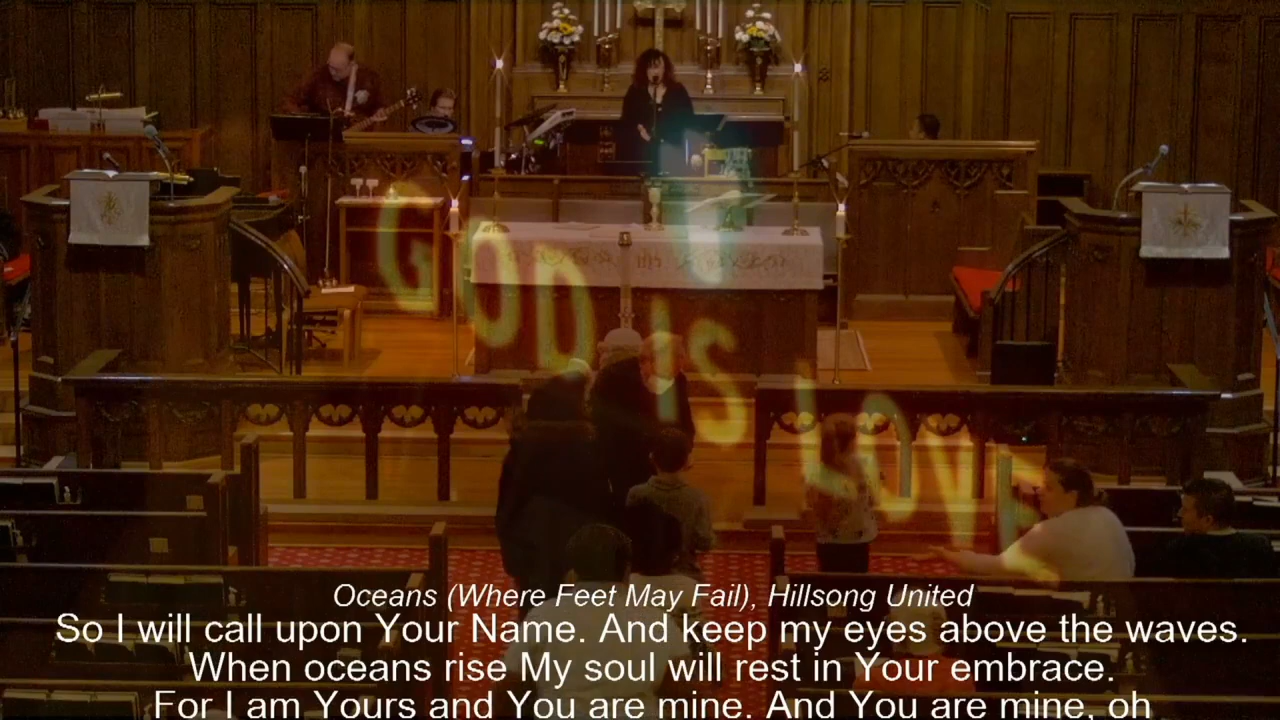 GOD IS LOVE
Oceans (Where Feet May Fail), Hillsong United
So I will call upon Your Name. And keep my eyes above the waves.
When oceans rise My soul will rest in Your embrace.
For I am Yours and You are mine. And You are mine, oh